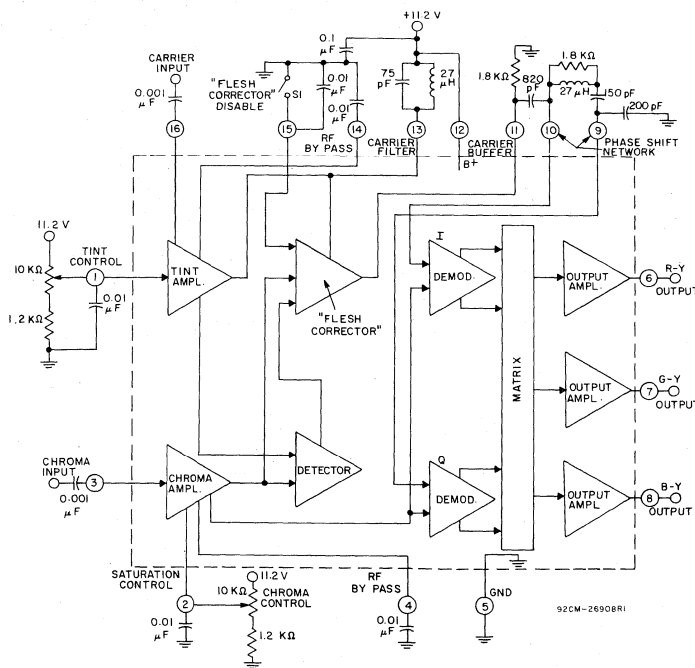 +11.2 V
0.1
μF
CARRIER
INPUT
0.001
μF
"FLESH
CORRECTOR"
DISABLE
S1
0.01
μF
0.01
μF
75
pF
27
μH
1.8 KΩ
820
pF
1.8 KΩ
27 μH
150 pF
200 pF
16
15
14
13
12
11
10
9
RF
BY PASS
CARRIER
FILTER
B+
CARRIER
BUFFER
PHASE SHIFT
NETWORK
11.2 V
TINT
CONTROL
10 KΩ
1
0.01
μF
1.2 KΩ
TINT
AMPL.
"FLESH
CORRECTOR"
I
DEMOD.
MATRIX
OUTPUT
AMPL.
6
R-Y
OUTPUT
OUTPUT
AMPL.
7
G-Y
OUTPUT
CHROMA
INPUT
3
0.001
μF
CHROMA
AMPL.
DETECTOR
Q
DEMOD.
OUTPUT
AMPL
8
B-Y
OUTPUT
SATURATION
CONTROL
2
0.01
μF
11.2 V
10 KΩ
CHROMA
CONTROL
1.2 KΩ
RF
BY PASS
4
0.01
μF
5
GND
92CM-26908R1